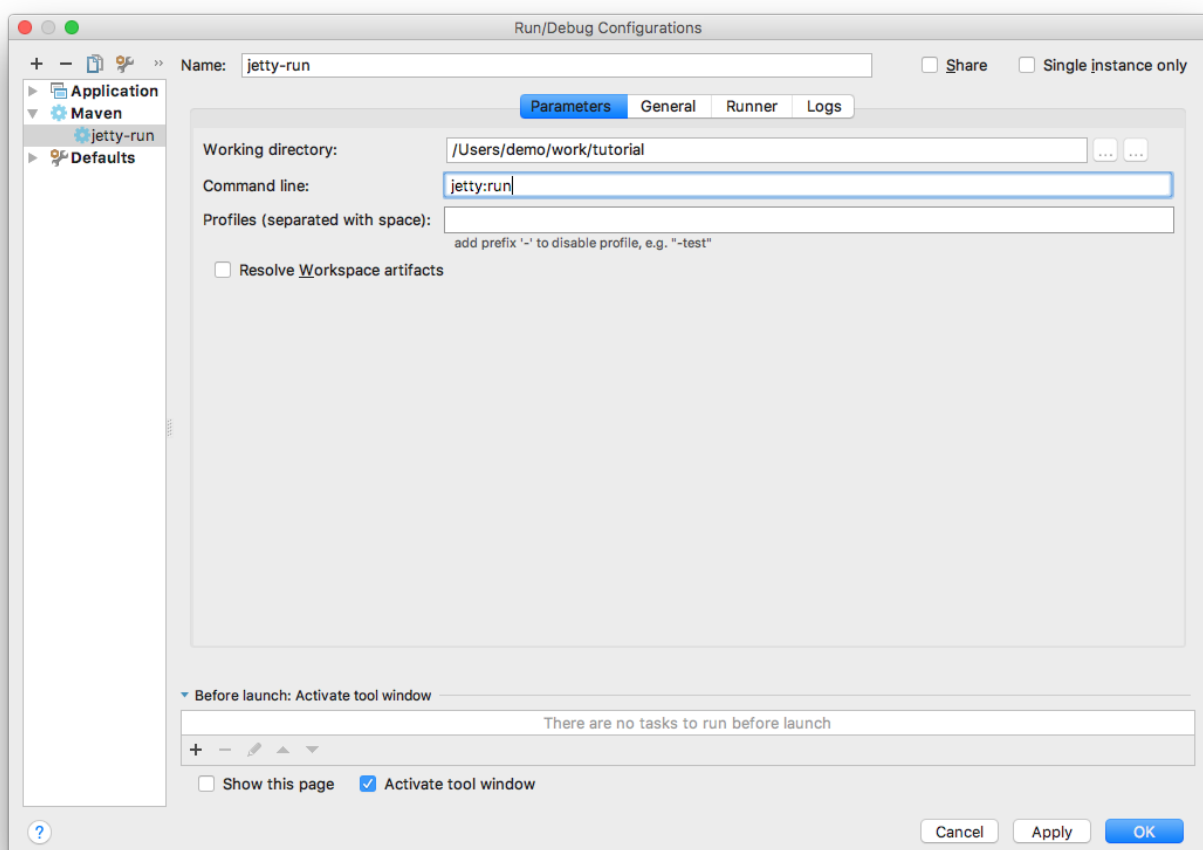 Run/Debug Configurations
Name: jetty-run
Share
Single instance only
Application
Maven
jetty-run
Defaults
Parameters General Runner Logs
Working directory: /Users/demo/work/tutorial ... ...
Command line: jetty:run
Profiles (separated with space):
add prefix '-' to disable profile, e.g. "-test"
Resolve Workspace artifacts
Before launch: Activate tool window
There are no tasks to run before launch
Show this page Activate tool window
? Cancel Apply OK